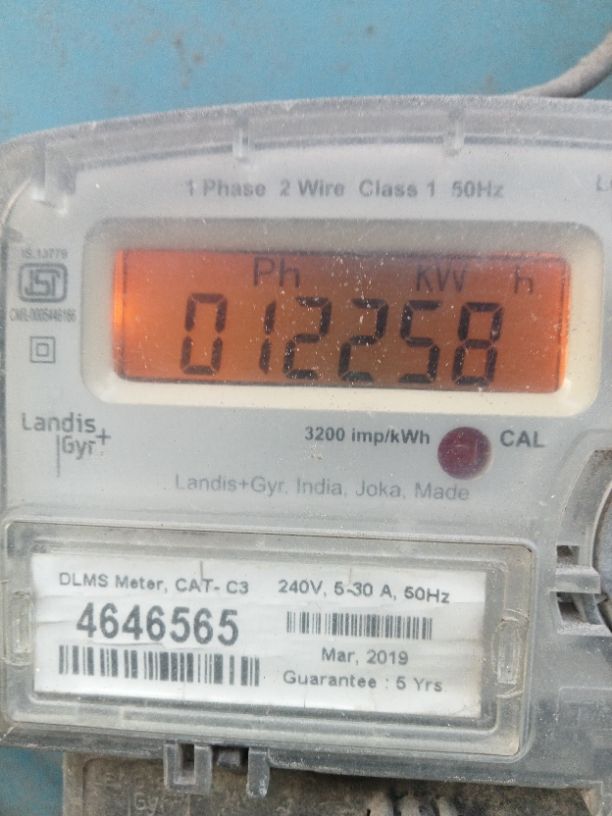 1 Phase 2 Wire Class 1 50Hz
IS.13779
Ph KW h
012258
Landis
Gyr+
3200 imp/kWh CAL
Landis+Gyr, India, Joka, Made
DLMS Meter, CAT- C3 240V, 5-30 A, 50Hz
4646565
Mar, 2019
Guarantee : 5 Yrs
Gyr